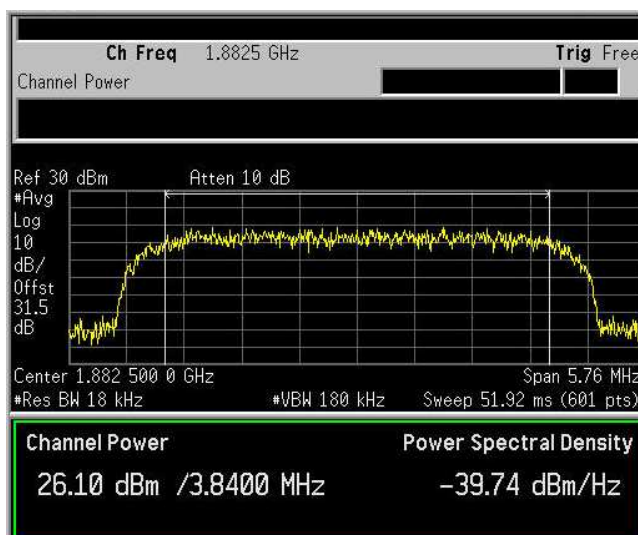 Ch Freq 1.8825 GHz Trig Free
Channel Power
Ref 30 dBm Atten 10 dB
#Avg
Log
10
dB/
Offst
31.5
dB
Center 1.882 500 0 GHz Span 5.76 MHz
#Res BW 18 kHz #VBW 180 kHz Sweep 51.92 ms (601 pts)
Channel Power Power Spectral Density
26.10 dBm /3.8400 MHz -39.74 dBm/Hz